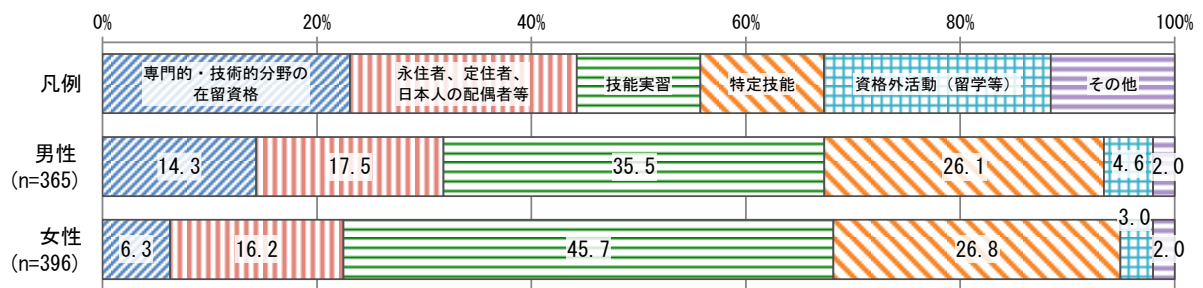 0% 20% 40% 60% 80% 100%
凡例
専門的・技術的分野の
在留資格
永住者、定住者、
日本人の配偶者等
技能実習
特定技能
資格外活動（留学等）
その他
男性
(n=365)
14.3 17.5 35.5 26.1 4.6 2.0
女性
(n=396)
6.3 16.2 45.7 26.8 3.0 2.0